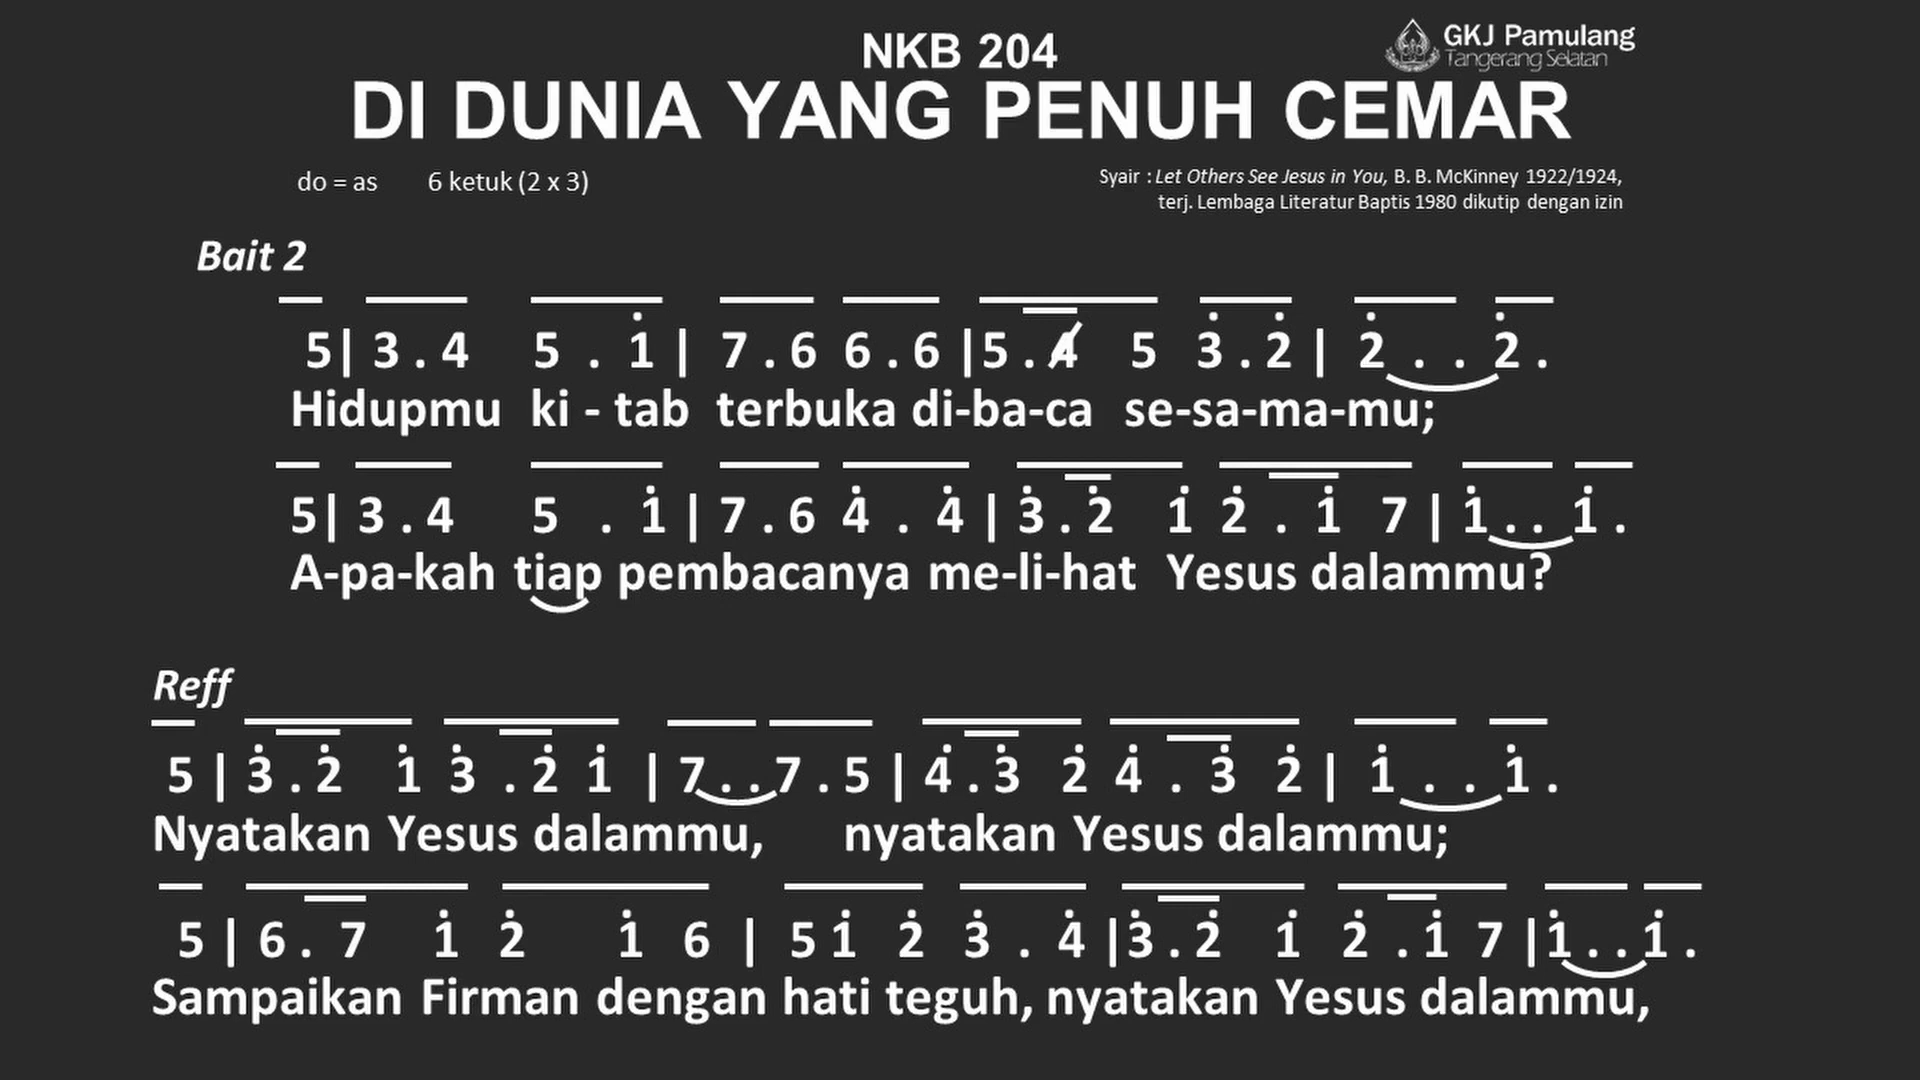 NKB 204
GKJ Pamulang
Tangerang Selatan
DI DUNIA YANG PENUH CEMAR
do = as 6 ketuk (2 x 3)
Syair : Let Others See Jesus in You, B. B. McKinney 1922/1924,
terj. Lembaga Literatur Baptis 1980 dikutip dengan izin
Bait 2
5 | 3 . 4 5 . 1̇ | 7 . 6 6 . 6 | 5 . 4̸ 5 3̇ . 2̇ | 2̇ . . 2̇ .
Hidupmu ki - tab terbuka di-ba-ca se-sa-ma-mu;
5 | 3 . 4 5 . 1̇ | 7 . 6 4̇ . 4̇ | 3̇ . 2̇ 1̇ 2̇ . 1̇ 7 | 1̇ . . 1̇ .
A-pa-kah tiap pembacanya me-li-hat Yesus dalammu?
Reff
5 | 3̇ . 2̇ 1̇ 3̇ . 2̇ 1̇ | 7 . . 7 . 5 | 4̇ . 3̇ 2̇ 4̇ . 3̇ 2̇ | 1̇ . . 1̇ .
Nyatakan Yesus dalammu, nyatakan Yesus dalammu;
5 | 6 . 7 1̇ 2̇ 1̇ 6 | 5 1̇ 2̇ 3̇ . 4̇ | 3̇ . 2̇ 1̇ 2̇ . 1̇ 7 | 1̇ . . 1̇ .
Sampaikan Firman dengan hati teguh, nyatakan Yesus dalammu,